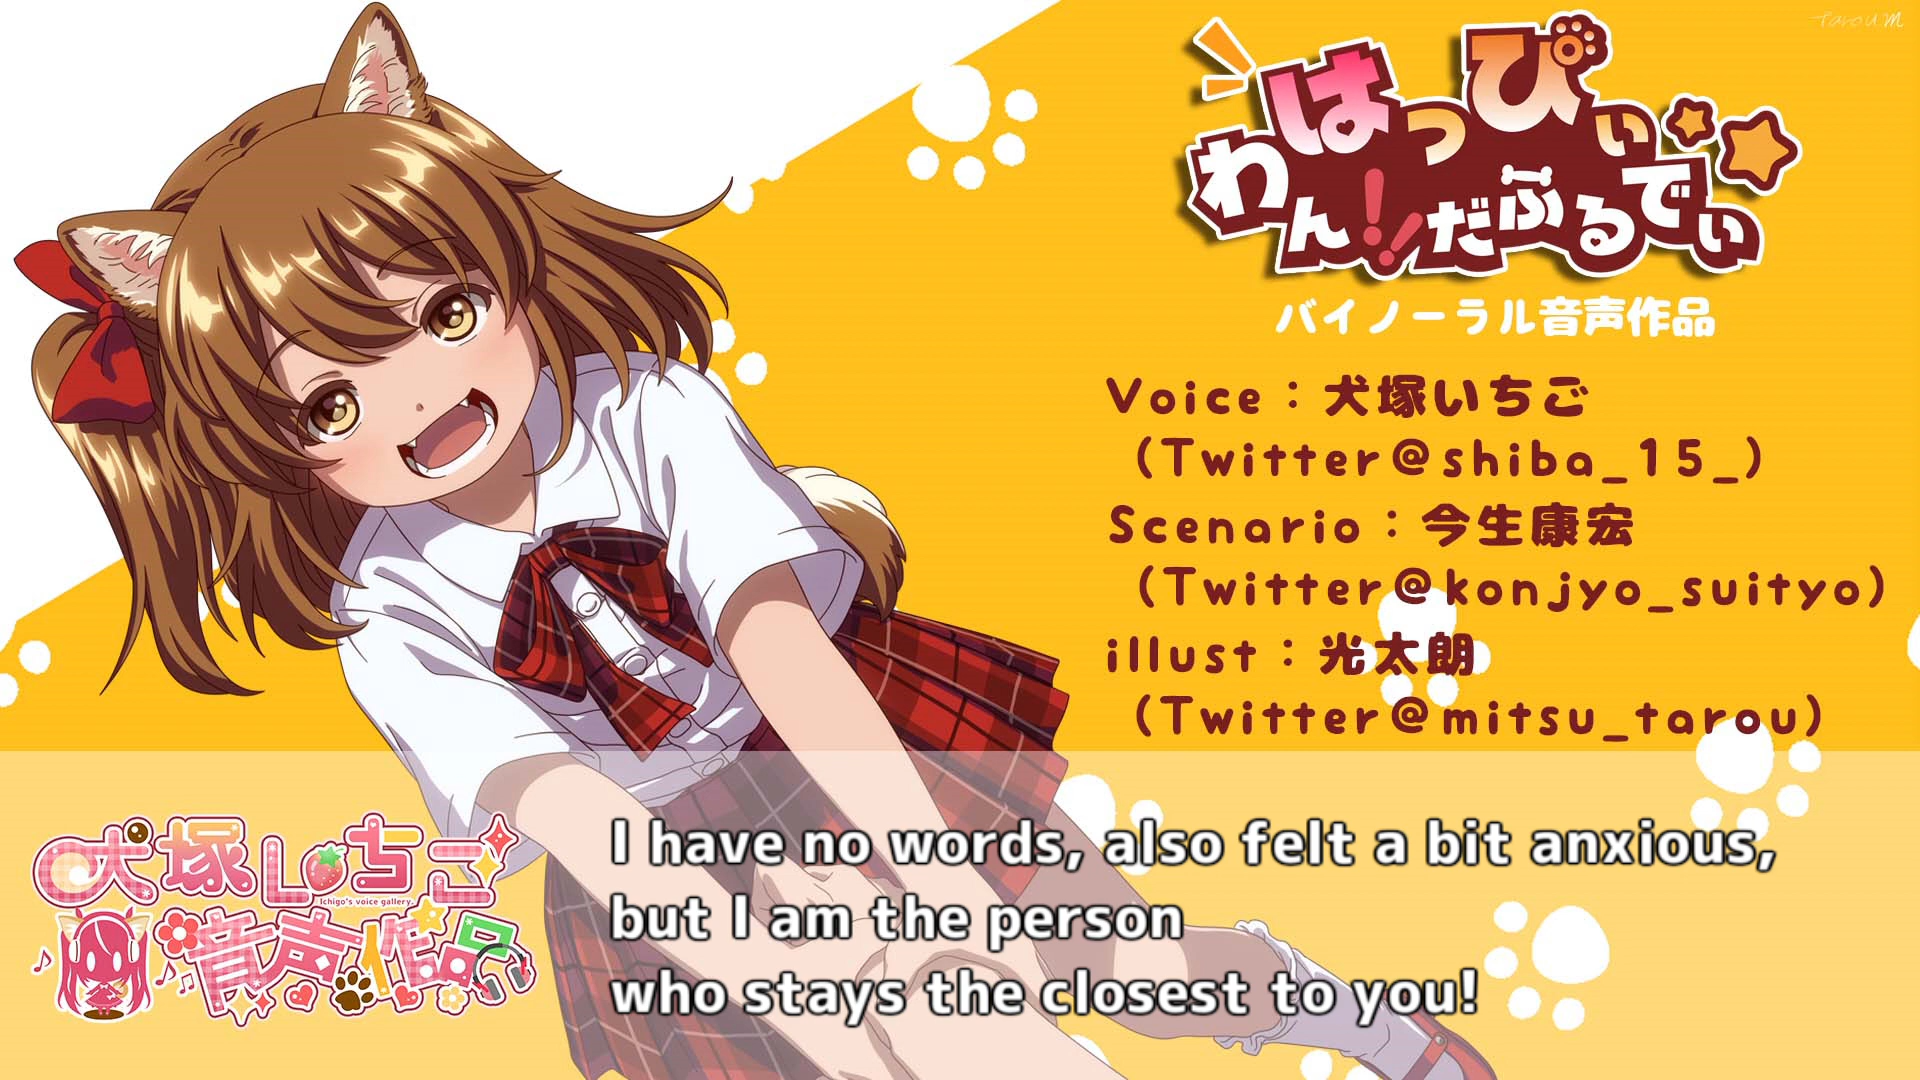 Tarou M
はっぴぃ
わん!!だふるでぃ
バイノーラル音声作品
Voice：犬塚いちご
（Twitter@shiba_15_）
Scenario：今生康宏
（Twitter@konjyo_suityo）
illust：光太朗
（Twitter@mitsu_tarou）
犬塚いちご
Ichigo's voice gallery.
音声作品
I have no words, also felt a bit anxious,
but I am the person
who stays the closest to you!